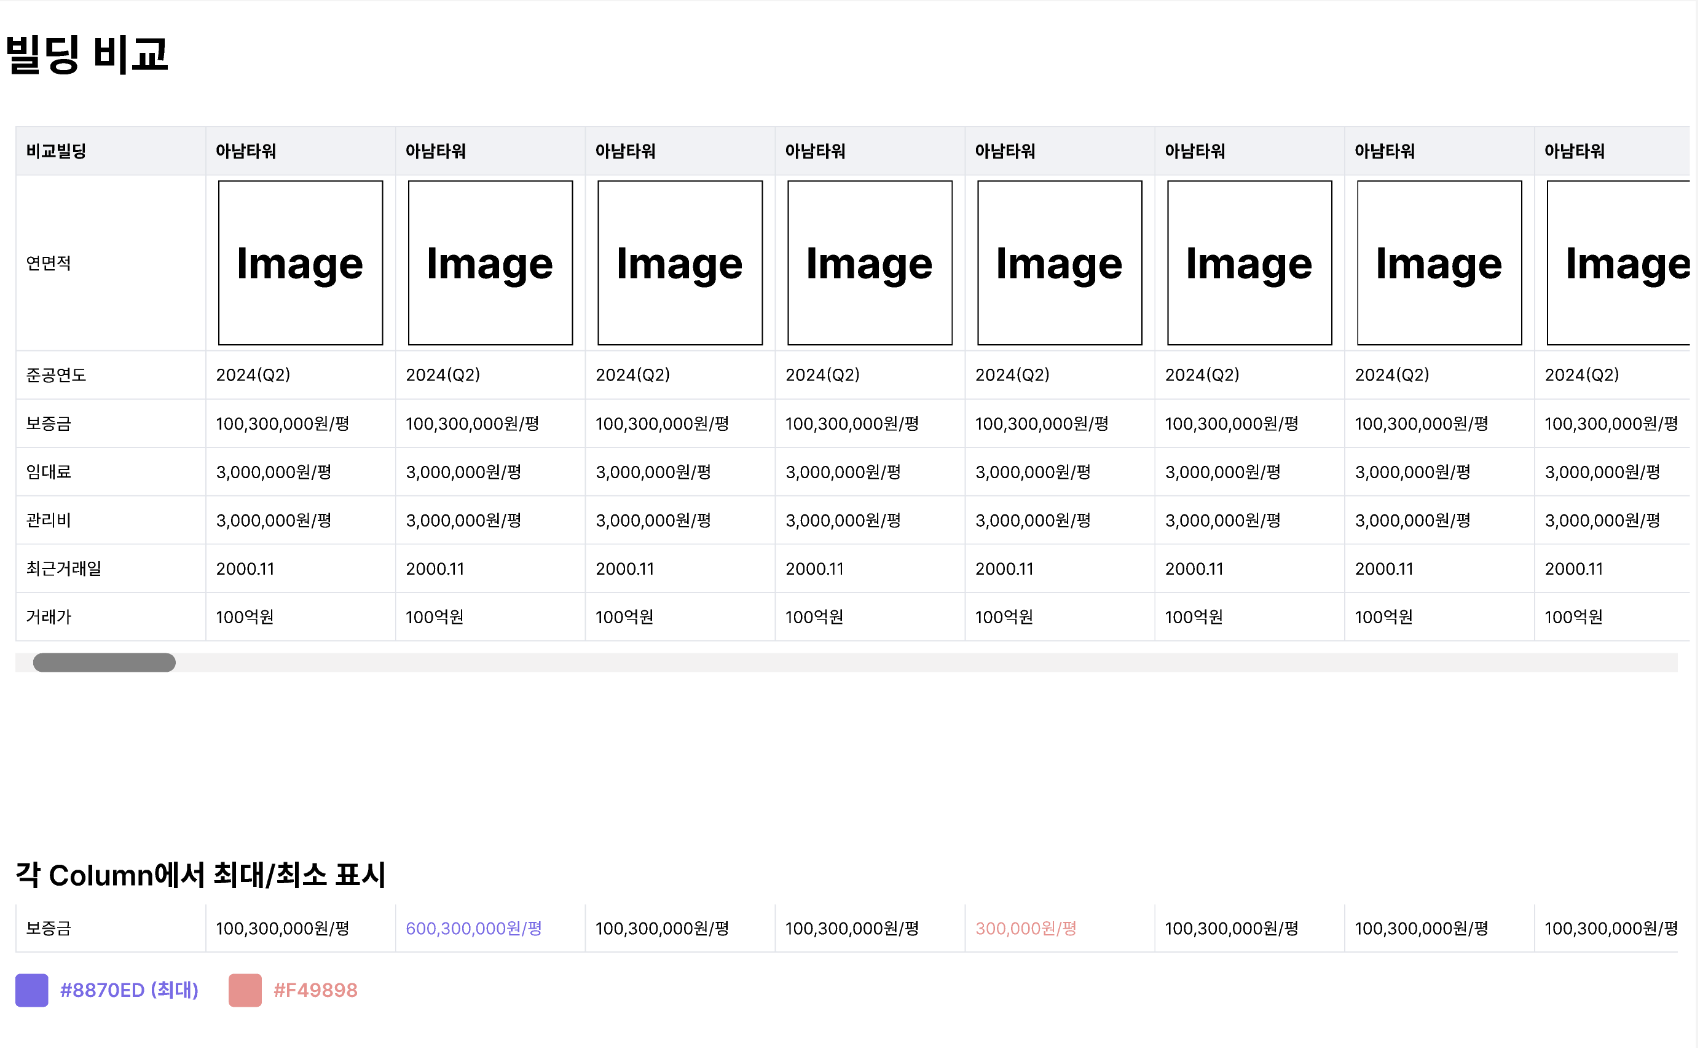 빌딩 비교
비교빌딩 아남타워 아남타워 아남타워 아남타워 아남타워 아남타워 아남타워 아남타워
연면적 Image Image Image Image Image Image Image Image
준공연도 2024(Q2) 2024(Q2) 2024(Q2) 2024(Q2) 2024(Q2) 2024(Q2) 2024(Q2) 2024(Q2)
보증금 100,300,000원/평 100,300,000원/평 100,300,000원/평 100,300,000원/평 100,300,000원/평 100,300,000원/평 100,300,000원/평 100,300,000원/평
임대료 3,000,000원/평 3,000,000원/평 3,000,000원/평 3,000,000원/평 3,000,000원/평 3,000,000원/평 3,000,000원/평 3,000,000원/평
관리비 3,000,000원/평 3,000,000원/평 3,000,000원/평 3,000,000원/평 3,000,000원/평 3,000,000원/평 3,000,000원/평 3,000,000원/평
최근거래일 2000.11 2000.11 2000.11 2000.11 2000.11 2000.11 2000.11 2000.11
거래가 100억원 100억원 100억원 100억원 100억원 100억원 100억원 100억원
각 Column에서 최대/최소 표시
보증금 100,300,000원/평 600,300,000원/평 100,300,000원/평 100,300,000원/평 300,000원/평 100,300,000원/평 100,300,000원/평 100,300,000원/평
#8870ED (최대) #F49898